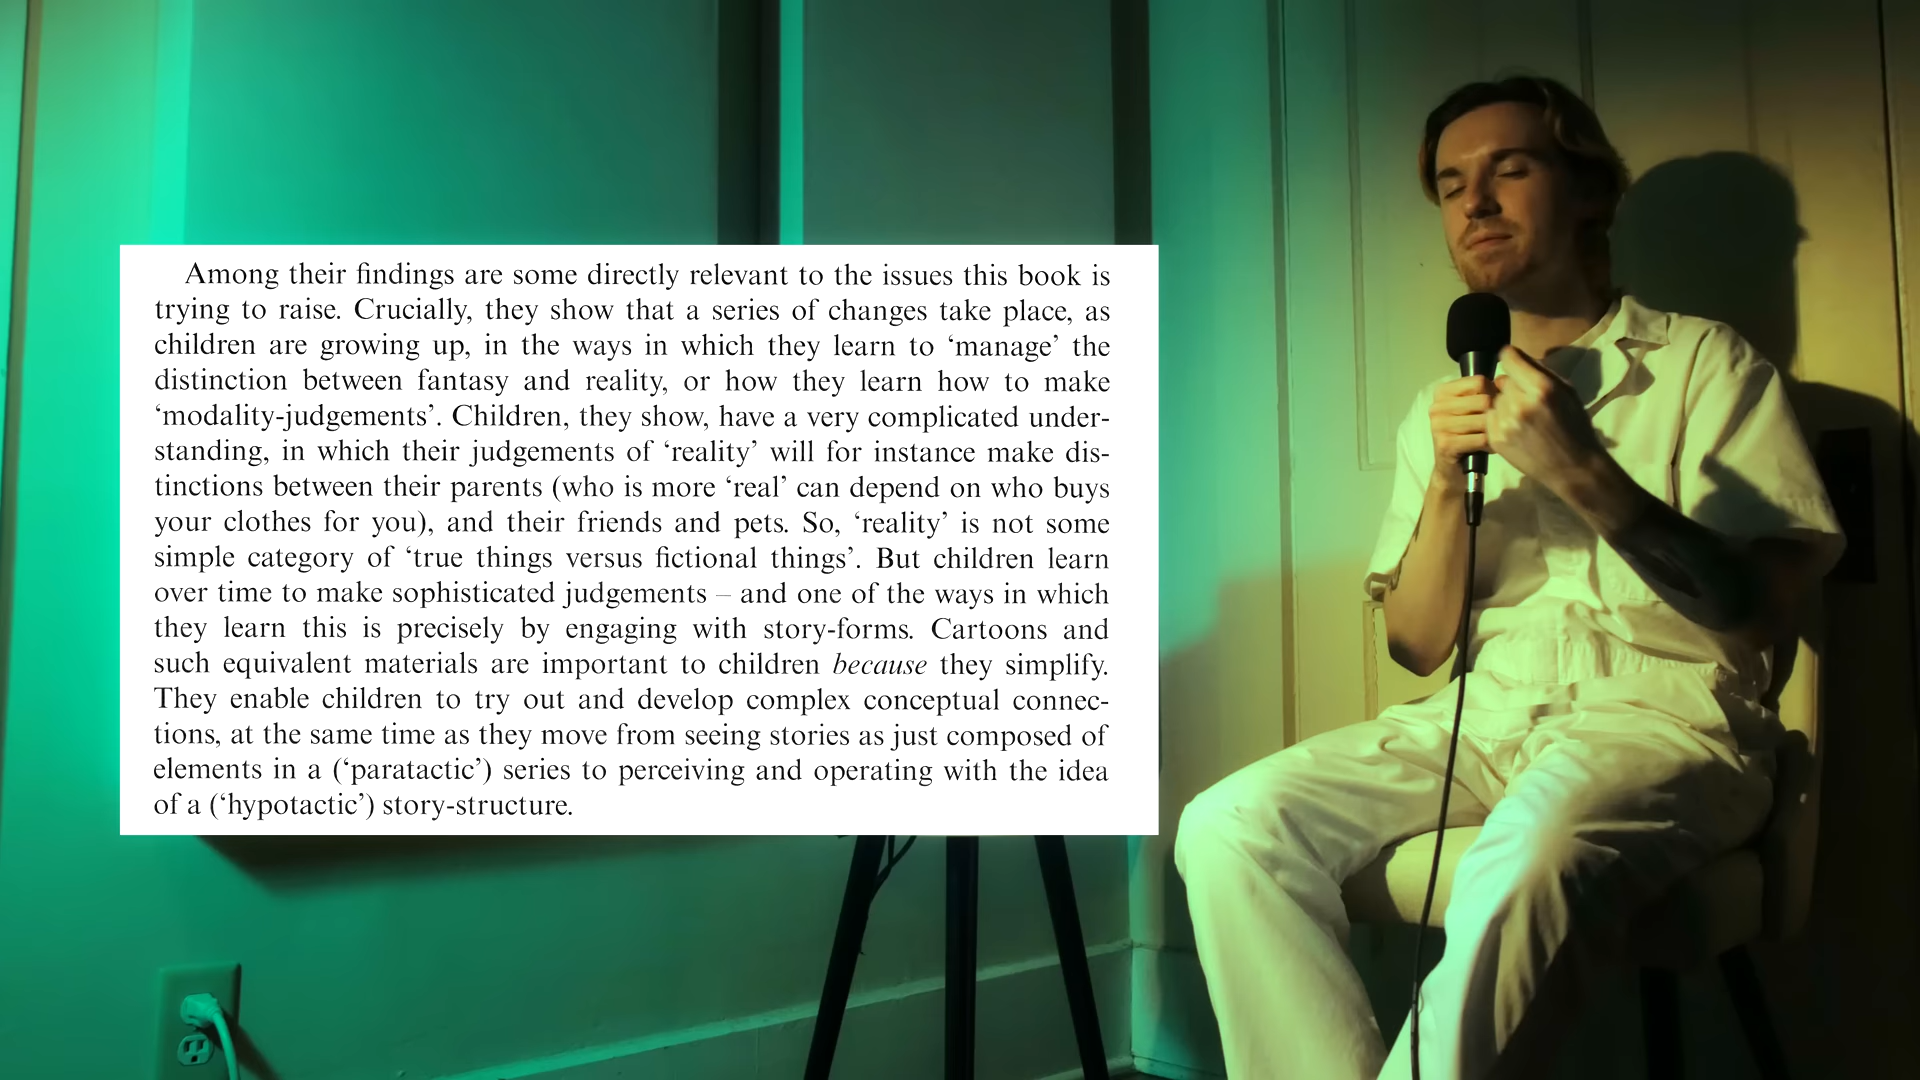 Among their findings are some directly relevant to the issues this book is
trying to raise. Crucially, they show that a series of changes take place, as
children are growing up, in the ways in which they learn to ‘manage’ the
distinction between fantasy and reality, or how they learn how to make
‘modality-judgements’. Children, they show, have a very complicated under-
standing, in which their judgements of ‘reality’ will for instance make dis-
tinctions between their parents (who is more ‘real’ can depend on who buys
your clothes for you), and their friends and pets. So, ‘reality’ is not some
simple category of ‘true things versus fictional things’. But children learn
over time to make sophisticated judgements – and one of the ways in which
they learn this is precisely by engaging with story-forms. Cartoons and
such equivalent materials are important to children because they simplify.
They enable children to try out and develop complex conceptual connec-
tions, at the same time as they move from seeing stories as just composed of
elements in a (‘paratactic’) series to perceiving and operating with the idea
of a (‘hypotactic’) story-structure.